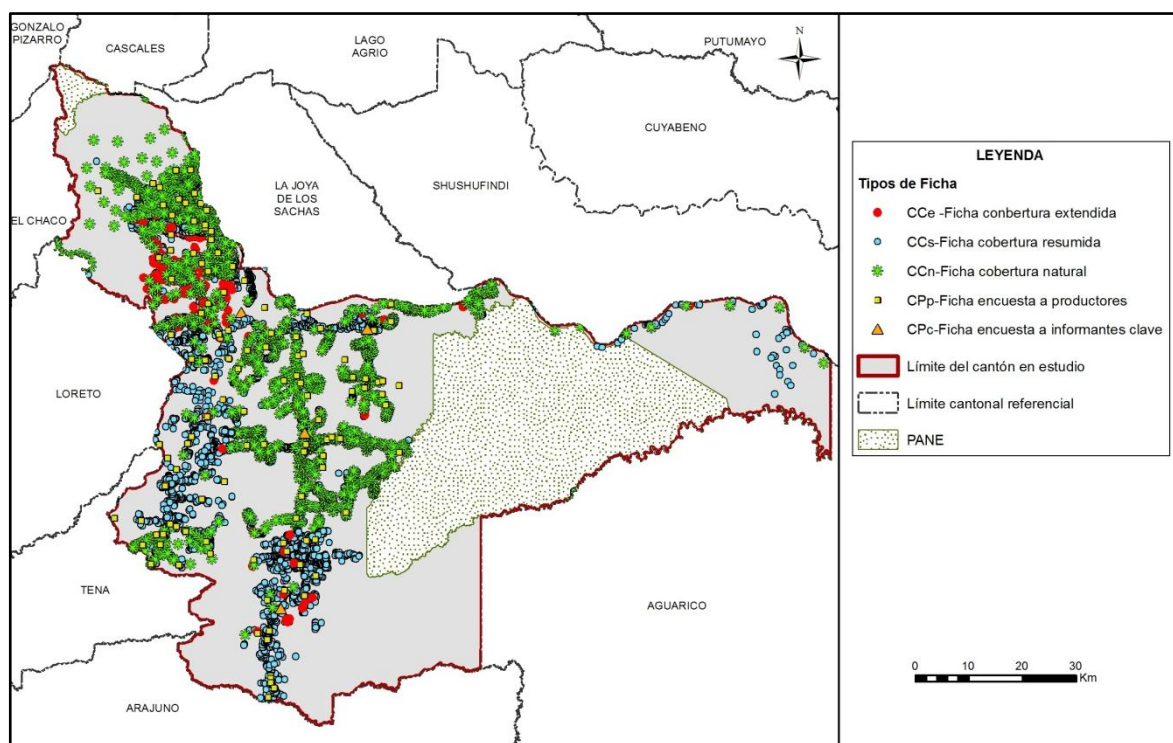 GONZALO
PIZARRO
CASCALES
LAGO
AGRIO
PUTUMAYO
N
CUYABENO
LA JOYA
DE LOS
SACHAS
SHUSHUFINDI
EL CHACO
LORETO
TENA
AGUARICO
ARAJUNO
LEYENDA
Tipos de Ficha
CCe -Ficha conbertura extendida
CCs-Ficha cobertura resumida
CCn-Ficha cobertura natural
CPp-Ficha encuesta a productores
CPc-Ficha encuesta a informantes clave
Límite del cantón en estudio
Límite cantonal referencial
PANE
0 10 20 30
Km